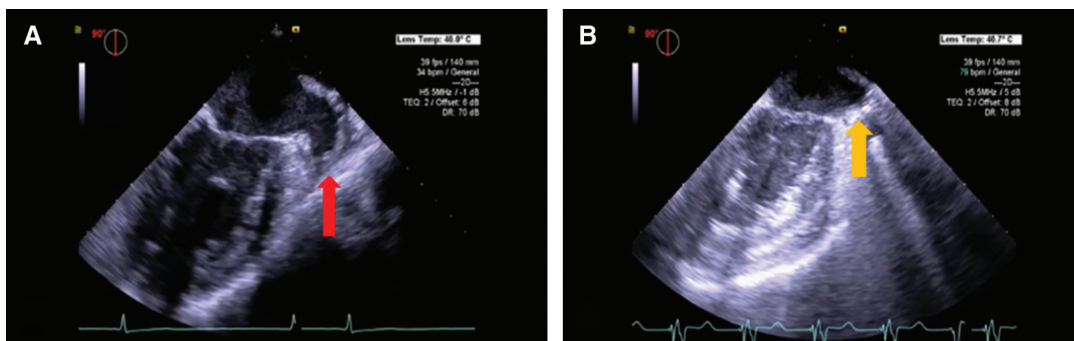 A
90°
Lens Temp: 40.0° C
39 fps / 140 mm
34 bpm / General
—2D—
H5.5MHz / -1 dB
TEQ: 2 / Offset: 6 dB
DR: 70 dB
B
90°
Lens Temp: 40.7° C
39 fps / 140 mm
79 bpm / General
—2D—
H5.5MHz / 5 dB
TEQ: 2 / Offset: 8 dB
DR: 70 dB